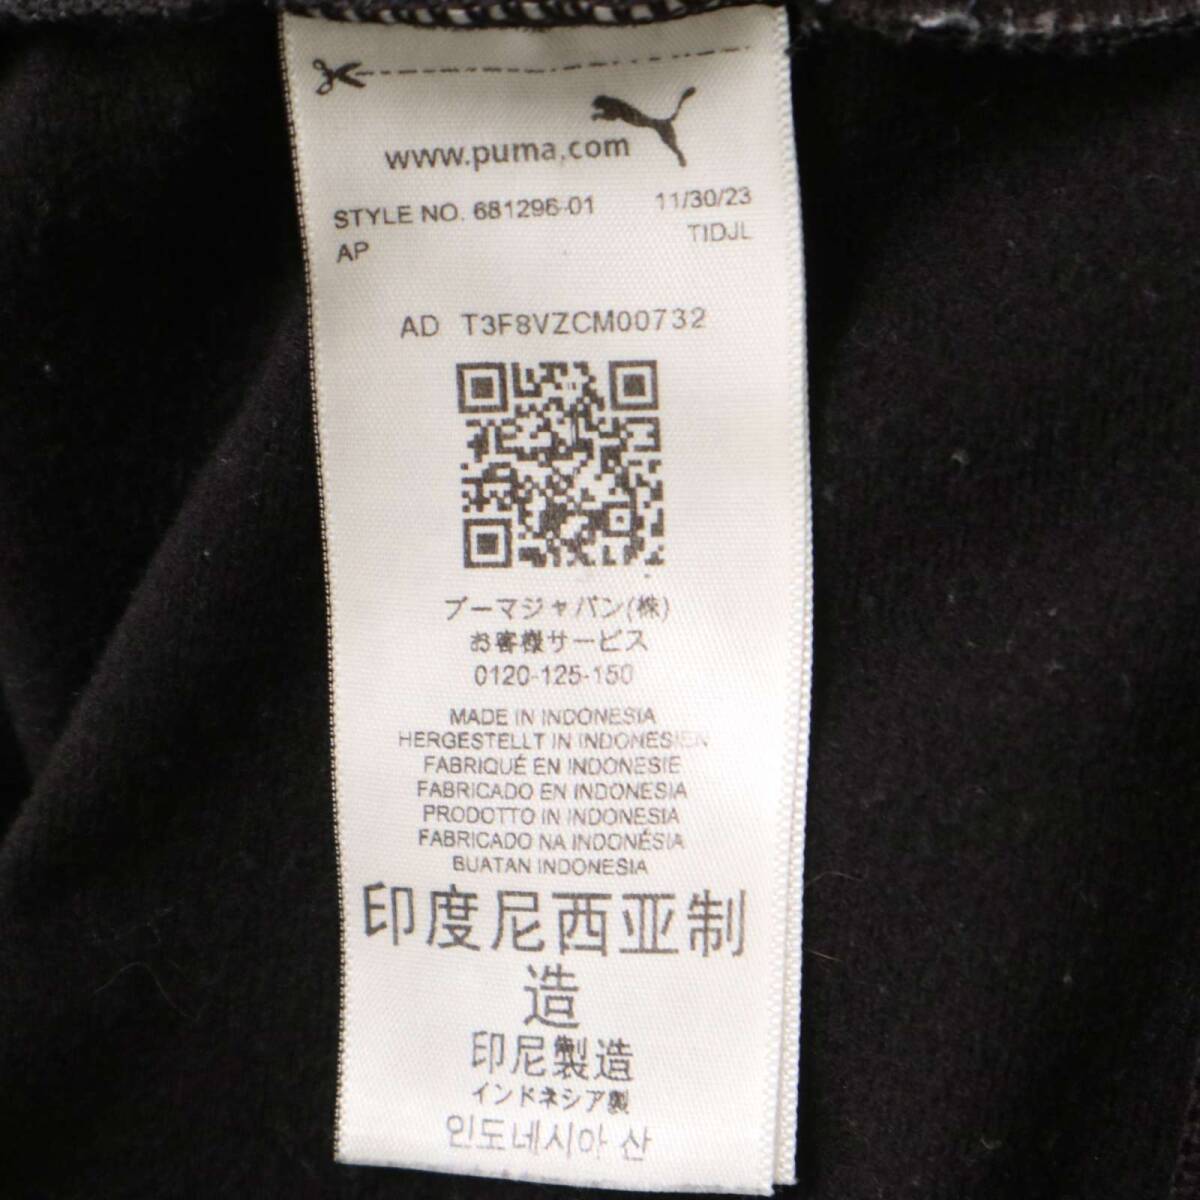 www.puma.com
STYLE NO. 681296-01 11/30/23
AP TIDJL
AD T3F8VZCM00732
プーマジャパン(株)
お客様サービス
0120-125-150
MADE IN INDONESIA
HERGESTELLT IN INDONESIEN
FABRIQUÉ EN INDONESIE
FABRICADO EN INDONESIA
PRODOTTO IN INDONESIA
FABRICADO NA INDONÉSIA
BUATAN INDONESIA
印度尼西亚制
造
印尼製造
インドネシア製
인도네시아 산